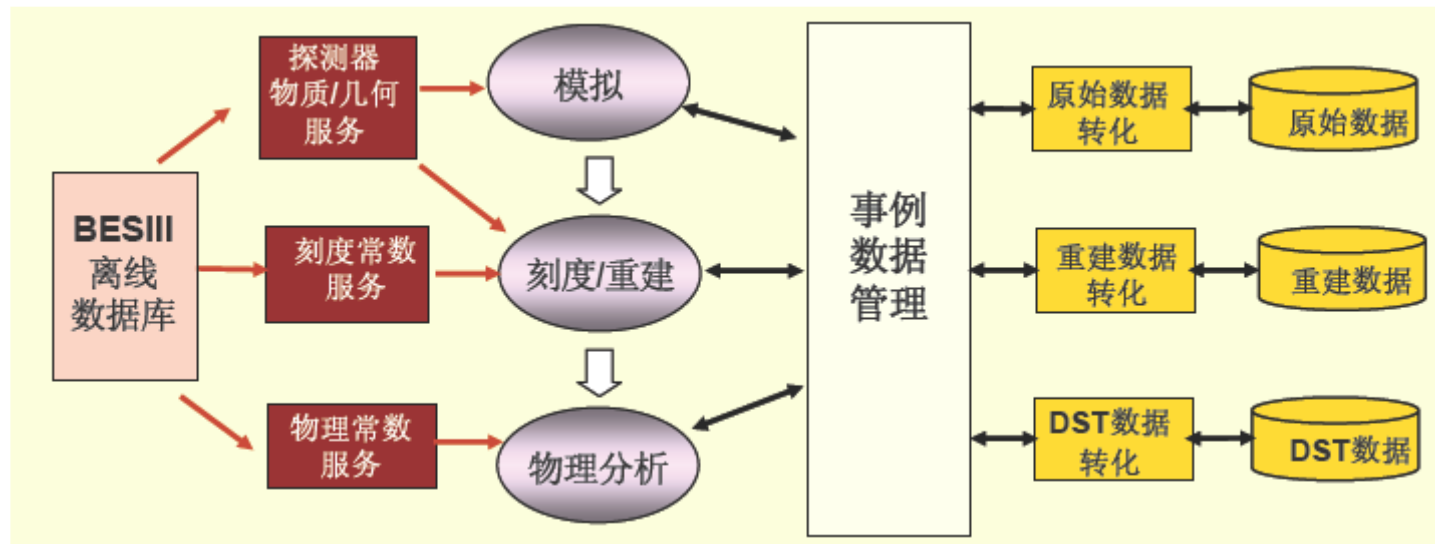 BESIII
离线
数据库
探测器
物质/几何
服务
刻度常数
服务
物理常数
服务
模拟
刻度/重建
物理分析
事例
数据
管理
原始数据
转化
重建数据
转化
DST数据
转化
原始数据
重建数据
DST数据